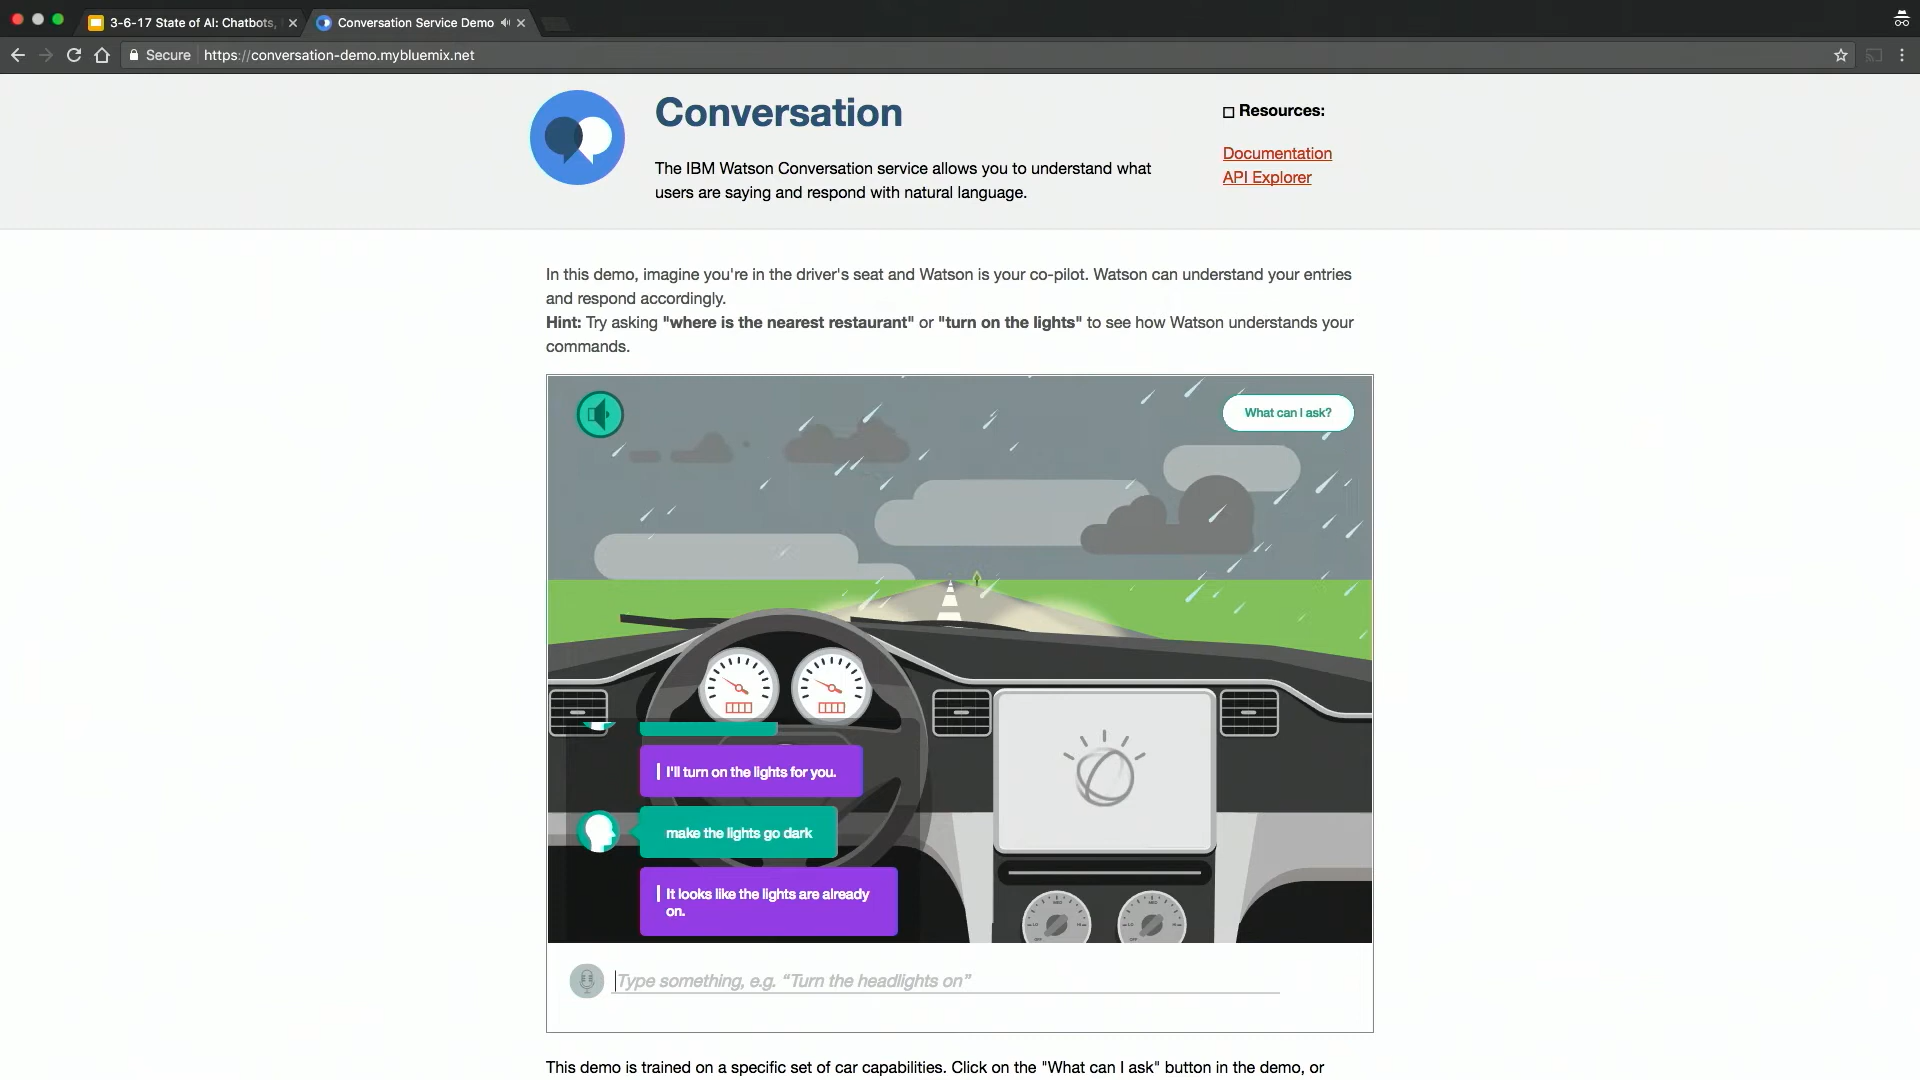 3-6-17 State of AI: Chatbots,
Conversation Service Demo
Secure
https://conversation-demo.mybluemix.net
Conversation
The IBM Watson Conversation service allows you to understand what
users are saying and respond with natural language.
Resources:
Documentation
API Explorer
In this demo, imagine you're in the driver's seat and Watson is your co-pilot. Watson can understand your entries
and respond accordingly.
Hint: Try asking "where is the nearest restaurant" or "turn on the lights" to see how Watson understands your
commands.
What can I ask?
I'll turn on the lights for you.
make the lights go dark
It looks like the lights are already
on.
Type something, e.g. “Turn the headlights on”
This demo is trained on a specific set of car capabilities. Click on the "What can I ask" button in the demo, or